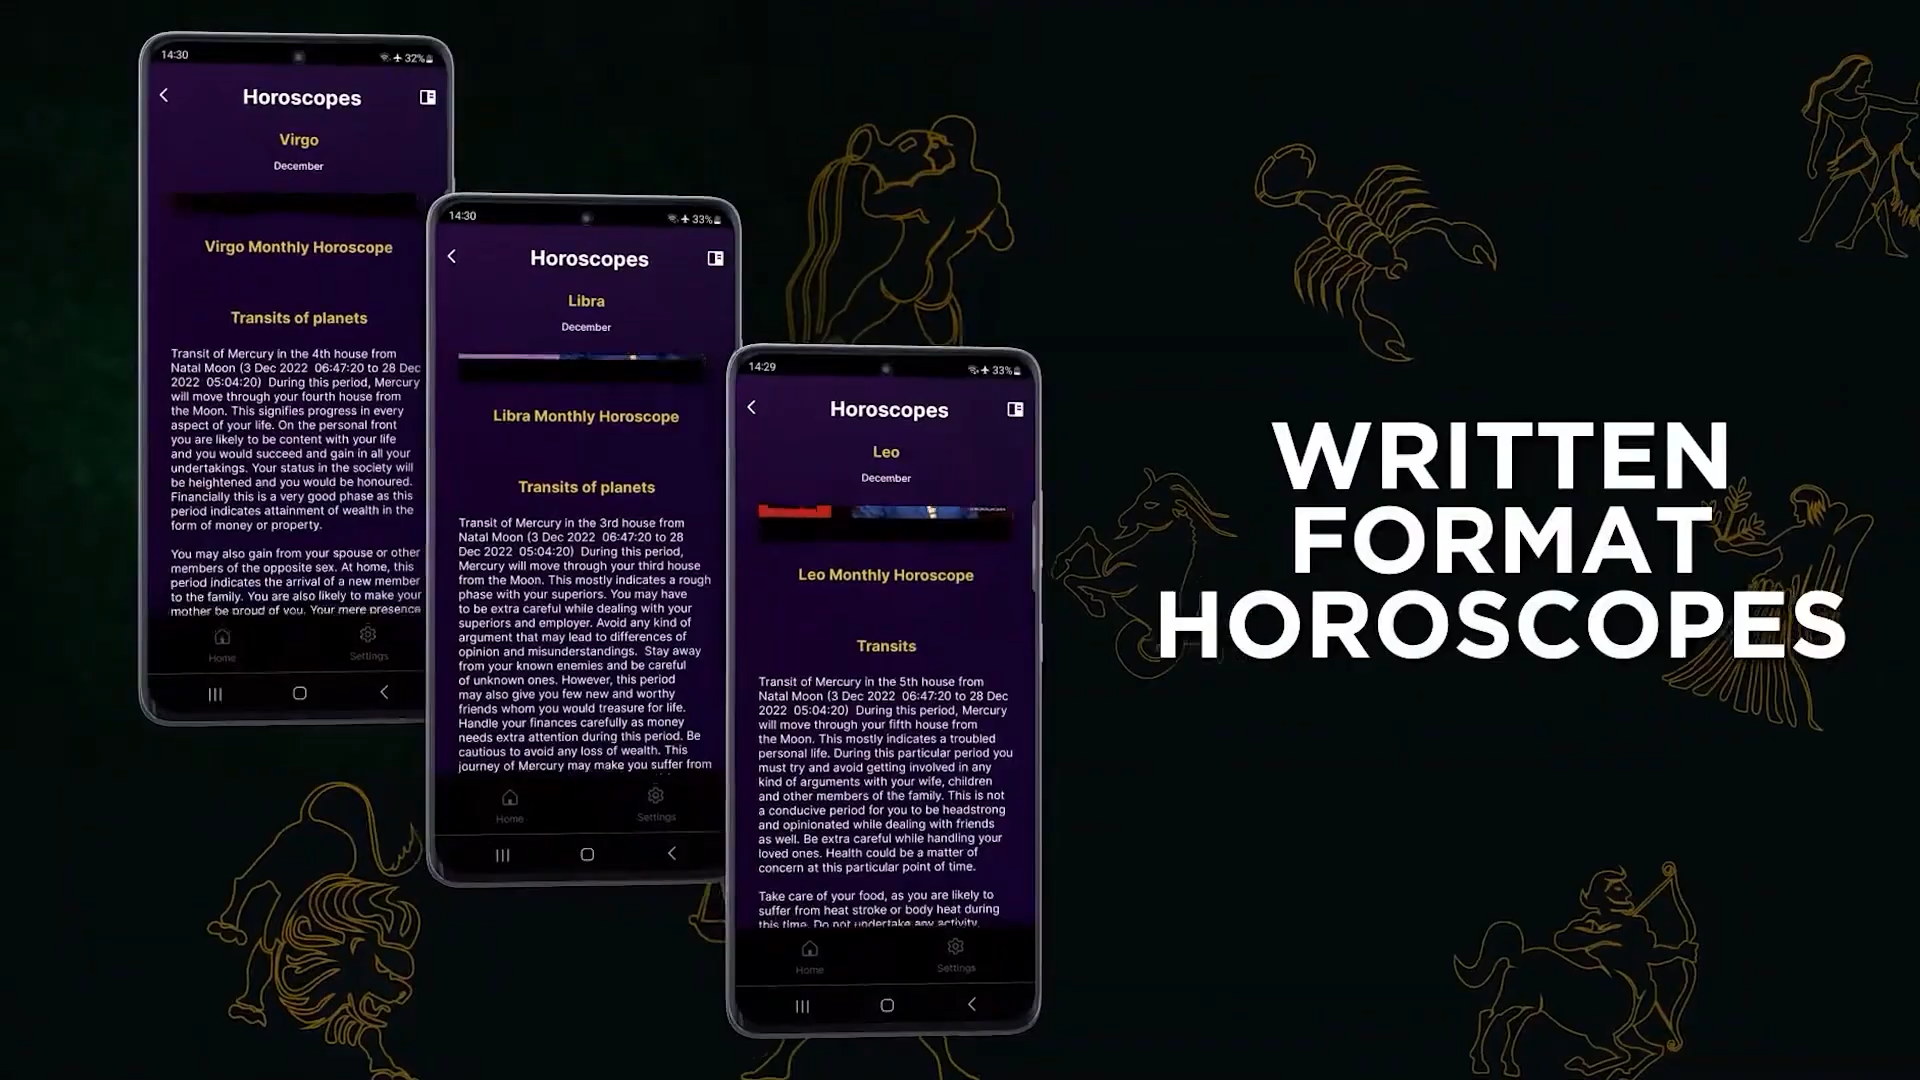 14:30
32%
Horoscopes
Virgo
December
Virgo Monthly Horoscope
Transits of planets
Transit of Mercury in the 4th house from
Natal Moon (3 Dec 2022 06:47:20 to 28 Dec
2022 05:04:20) During this period, Mercury
will move through your fourth house from
the Moon. This signifies progress in every
aspect of your life. On the personal front
you are likely to be content with your life
and you would succeed and gain in all your
undertakings. Your status in the society will
be heightened and you would be honoured.
Financially this is a very good phase as this
period indicates attainment of wealth in the
form of money or property.
You may also gain from your spouse or other
members of the opposite sex. At home, this
period indicates the arrival of a new member
to the family. You are also likely to make your
mother be proud of you. Your mere presence
Home
Settings
14:30
33%
Horoscopes
Libra
December
Libra Monthly Horoscope
Transits of planets
Transit of Mercury in the 3rd house from
Natal Moon (3 Dec 2022 06:47:20 to 28
Dec 2022 05:04:20) During this period,
Mercury will move through your third house
from the Moon. This mostly indicates a rough
phase with your superiors. You may have
to be extra careful while dealing with your
superiors and employer. Avoid any kind of
argument that may lead to differences of
opinion and misunderstandings. Stay away
from your known enemies and be careful
of unknown ones. However, this period
may also give you few new and worthy
friends whom you would treasure for life.
Handle your finances carefully as money
needs extra attention during this period. Be
cautious to avoid any loss of wealth. This
journey of Mercury may make you suffer from
Home
Settings
14:29
33%
Horoscopes
Leo
December
Leo Monthly Horoscope
Transits
Transit of Mercury in the 5th house from
Natal Moon (3 Dec 2022 06:47:20 to 28 Dec
2022 05:04:20) During this period, Mercury
will move through your fifth house from
the Moon. This mostly indicates a troubled
personal life. During this particular period you
must try and avoid getting involved in any
kind of arguments with your wife, children
and other members of the family. This is not
a conducive period for you to be headstrong
and opinionated while dealing with friends
as well. Be extra careful while handling your
loved ones. Health could be a matter of
concern at this particular point of time.
Take care of your food, as you are likely to
suffer from heat stroke or body heat during
this time. Do not undertake any activity,
Home
Settings
WRITTEN
FORMAT
HOROSCOPES